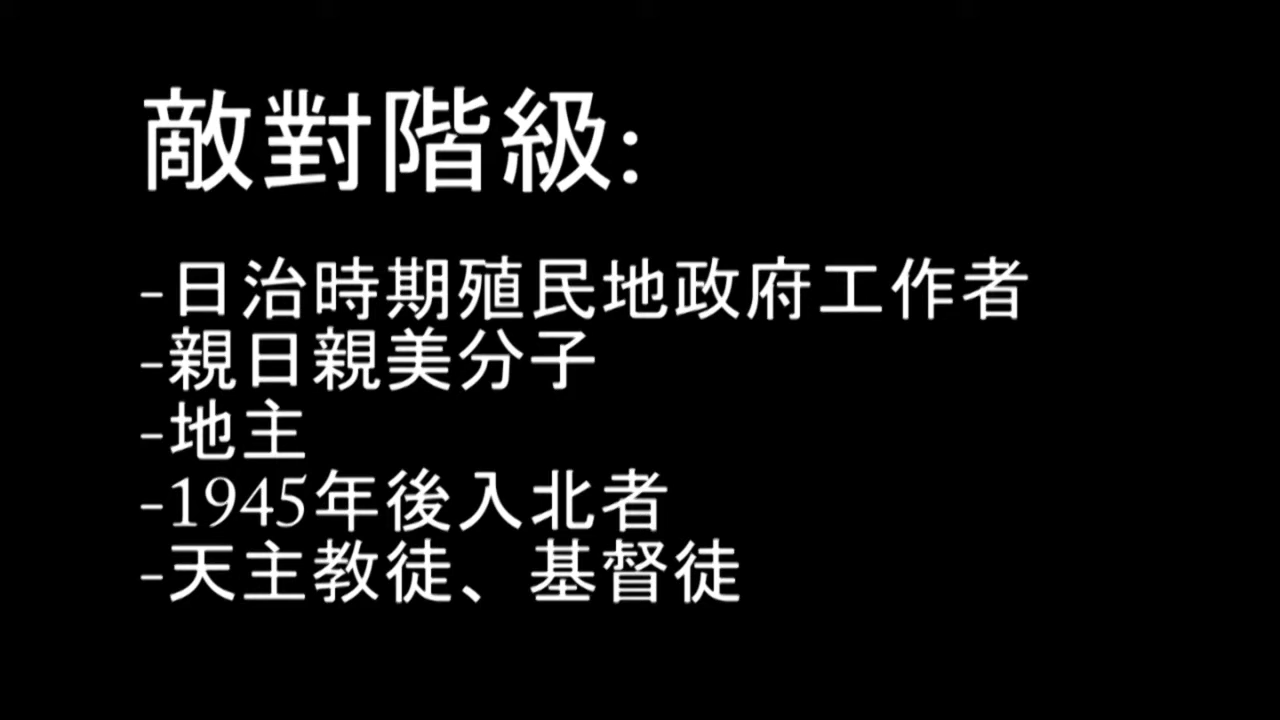 敵對階級:
-日治時期殖民地政府工作者
-親日親美分子
-地主
-1945年後入北者
-天主教徒、基督徒